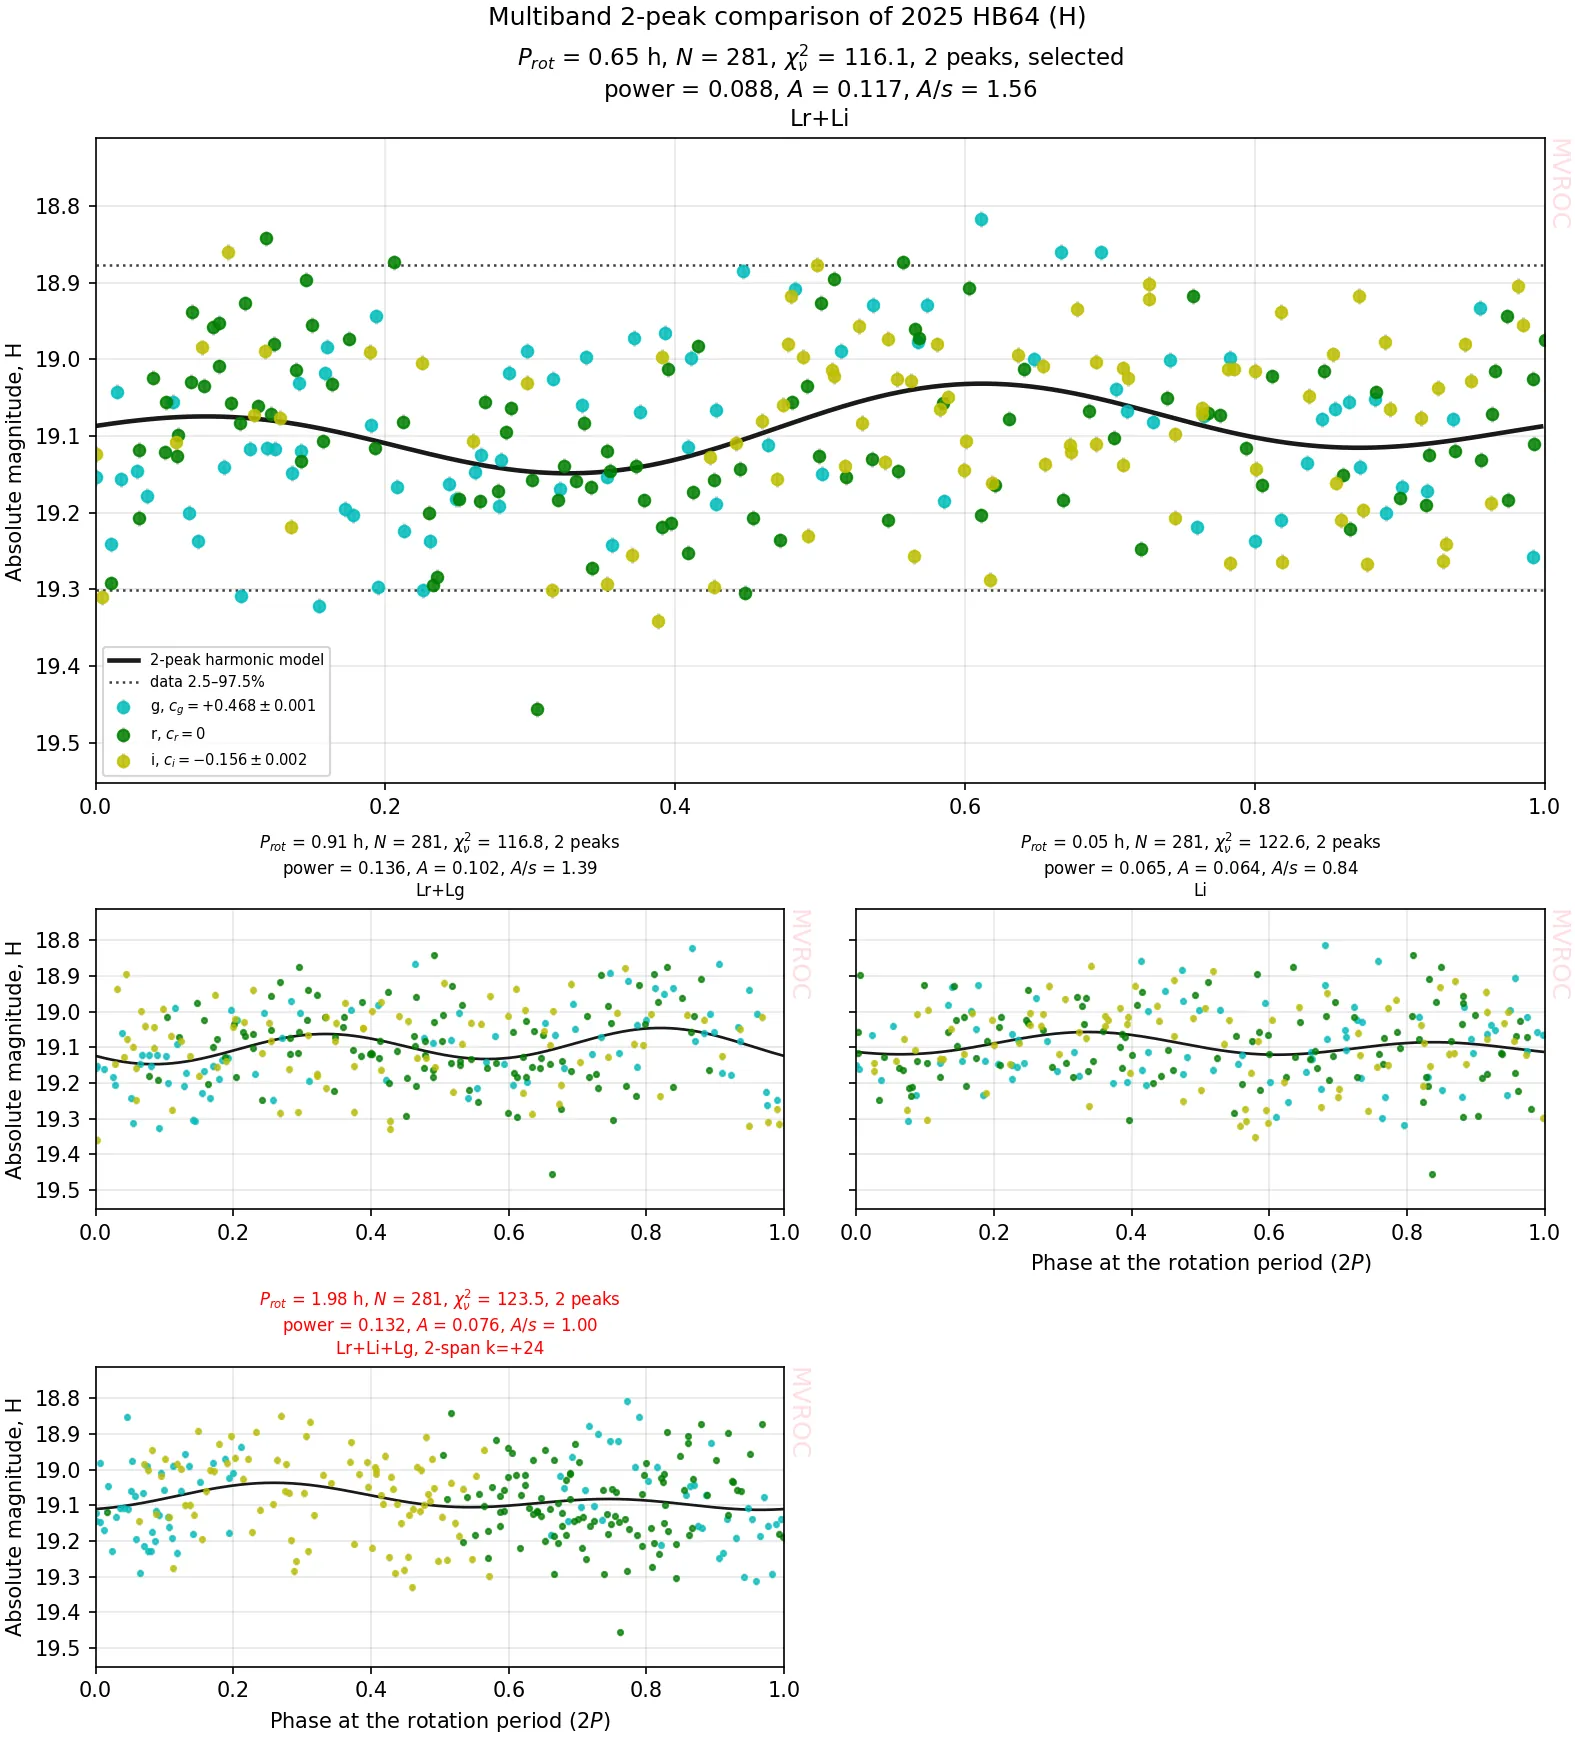 Multiband 2-peak comparison of 2025 HB64 (H)
P_rot = 0.65 h, N = 281, χ²_ν = 116.1, 2 peaks, selected
power = 0.088, A = 0.117, A/s = 1.56
Lr+Li
MVROC
Absolute magnitude, H
18.8
18.9
19.0
19.1
19.2
19.3
19.4
19.5
2-peak harmonic model
data 2.5–97.5%
g, c_g = +0.468 ± 0.001
r, c_r = 0
i, c_i = −0.156 ± 0.002
0.0 0.2 0.4 0.6 0.8 1.0
P_rot = 0.91 h, N = 281, χ²_ν = 116.8, 2 peaks
power = 0.136, A = 0.102, A/s = 1.39
Lr+Lg
MVROC
Absolute magnitude, H
18.8
18.9
19.0
19.1
19.2
19.3
19.4
19.5
0.0 0.2 0.4 0.6 0.8 1.0
P_rot = 0.05 h, N = 281, χ²_ν = 122.6, 2 peaks
power = 0.065, A = 0.064, A/s = 0.84
Li
MVROC
0.0 0.2 0.4 0.6 0.8 1.0
Phase at the rotation period (2P)
P_rot = 1.98 h, N = 281, χ²_ν = 123.5, 2 peaks
power = 0.132, A = 0.076, A/s = 1.00
Lr+Li+Lg, 2-span k=+24
MVROC
Absolute magnitude, H
18.8
18.9
19.0
19.1
19.2
19.3
19.4
19.5
0.0 0.2 0.4 0.6 0.8 1.0
Phase at the rotation period (2P)